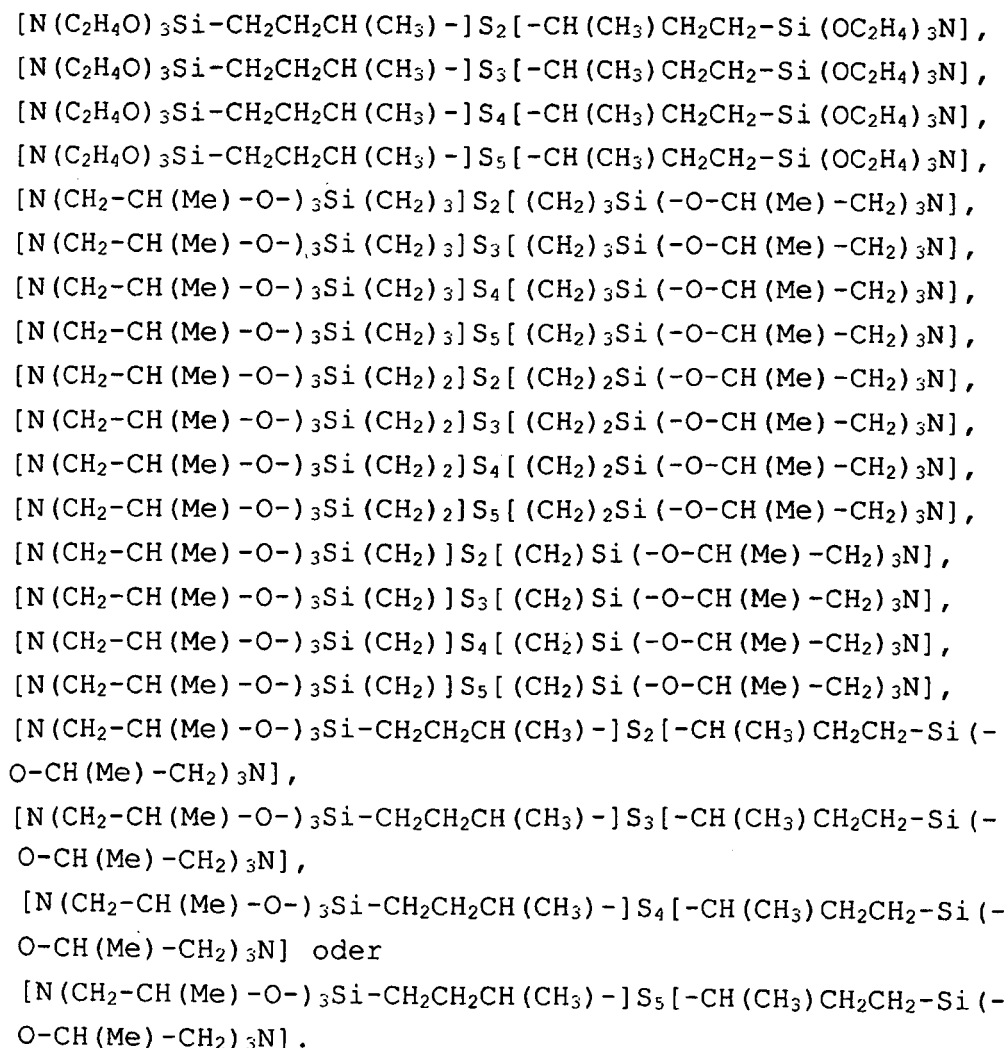 [N(C₂H₄O)₃Si-CH₂CH₂CH(CH₃)-]S₂[-CH(CH₃)CH₂CH₂-Si(OC₂H₄)₃N],
[N(C₂H₄O)₃Si-CH₂CH₂CH(CH₃)-]S₃[-CH(CH₃)CH₂CH₂-Si(OC₂H₄)₃N],
[N(C₂H₄O)₃Si-CH₂CH₂CH(CH₃)-]S₄[-CH(CH₃)CH₂CH₂-Si(OC₂H₄)₃N],
[N(C₂H₄O)₃Si-CH₂CH₂CH(CH₃)-]S₅[-CH(CH₃)CH₂CH₂-Si(OC₂H₄)₃N],
[N(CH₂-CH(Me)-O-)₃Si(CH₂)₃]S₂[(CH₂)₃Si(-O-CH(Me)-CH₂)₃N],
[N(CH₂-CH(Me)-O-)₃Si(CH₂)₃]S₃[(CH₂)₃Si(-O-CH(Me)-CH₂)₃N],
[N(CH₂-CH(Me)-O-)₃Si(CH₂)₃]S₄[(CH₂)₃Si(-O-CH(Me)-CH₂)₃N],
[N(CH₂-CH(Me)-O-)₃Si(CH₂)₃]S₅[(CH₂)₃Si(-O-CH(Me)-CH₂)₃N],
[N(CH₂-CH(Me)-O-)₃Si(CH₂)₂]S₂[(CH₂)₂Si(-O-CH(Me)-CH₂)₃N],
[N(CH₂-CH(Me)-O-)₃Si(CH₂)₂]S₃[(CH₂)₂Si(-O-CH(Me)-CH₂)₃N],
[N(CH₂-CH(Me)-O-)₃Si(CH₂)₂]S₄[(CH₂)₂Si(-O-CH(Me)-CH₂)₃N],
[N(CH₂-CH(Me)-O-)₃Si(CH₂)₂]S₅[(CH₂)₂Si(-O-CH(Me)-CH₂)₃N],
[N(CH₂-CH(Me)-O-)₃Si(CH₂)]S₂[(CH₂)Si(-O-CH(Me)-CH₂)₃N],
[N(CH₂-CH(Me)-O-)₃Si(CH₂)]S₃[(CH₂)Si(-O-CH(Me)-CH₂)₃N],
[N(CH₂-CH(Me)-O-)₃Si(CH₂)]S₄[(CH₂)Si(-O-CH(Me)-CH₂)₃N],
[N(CH₂-CH(Me)-O-)₃Si(CH₂)]S₅[(CH₂)Si(-O-CH(Me)-CH₂)₃N],
[N(CH₂-CH(Me)-O-)₃Si-CH₂CH₂CH(CH₃)-]S₂[-CH(CH₃)CH₂CH₂-Si(-
O-CH(Me)-CH₂)₃N],
[N(CH₂-CH(Me)-O-)₃Si-CH₂CH₂CH(CH₃)-]S₃[-CH(CH₃)CH₂CH₂-Si(-
O-CH(Me)-CH₂)₃N],
[N(CH₂-CH(Me)-O-)₃Si-CH₂CH₂CH(CH₃)-]S₄[-CH(CH₃)CH₂CH₂-Si(-
O-CH(Me)-CH₂)₃N] oder
[N(CH₂-CH(Me)-O-)₃Si-CH₂CH₂CH(CH₃)-]S₅[-CH(CH₃)CH₂CH₂-Si(-
O-CH(Me)-CH₂)₃N].